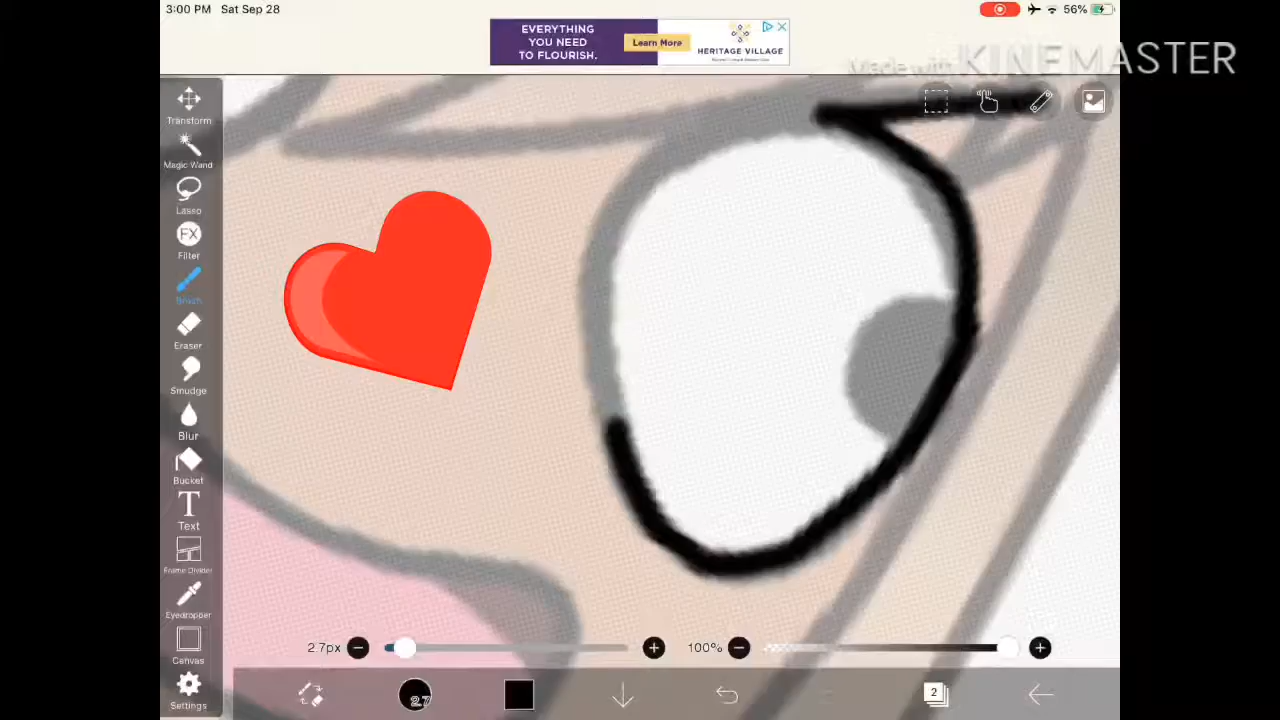 3:00 PM Sat Sep 28
56%
EVERYTHING
YOU NEED
TO FLOURISH.
Learn More
HERITAGE VILLAGE
Made with KINEMASTER
Transform
Magic Wand
Lasso
FX
Filter
Brush
Eraser
Smudge
Blur
Bucket
T
Text
Frame Divider
Eyedropper
Canvas
Settings
2.7px
100%
2.7
2